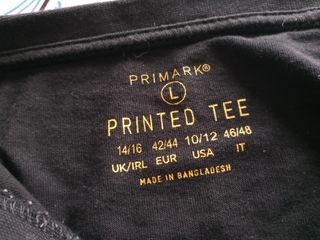 PRIMARK®
L
PRINTED TEE
14/16 42/44 10/12 46/48
UK/IRL EUR USA IT
MADE IN BANGLADESH